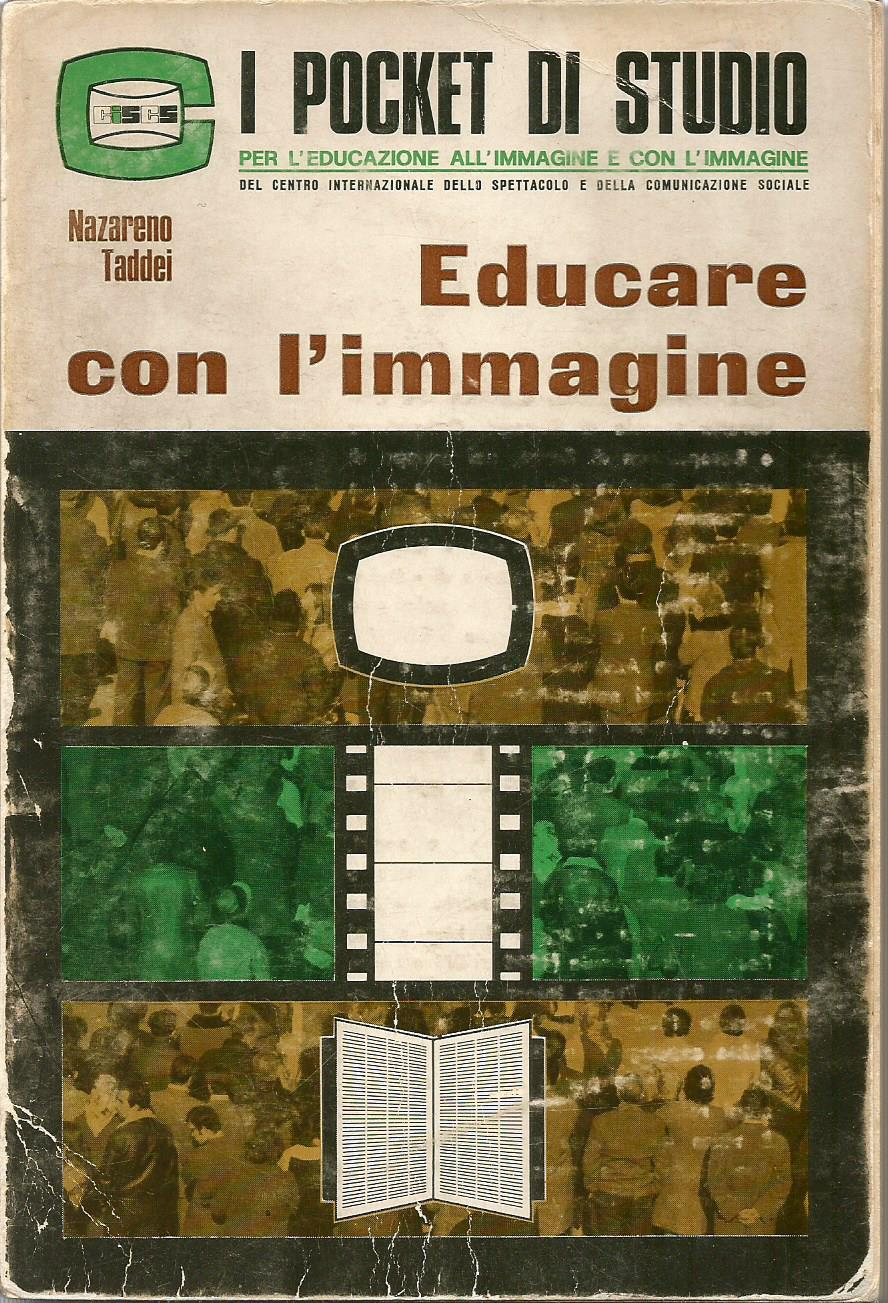 CiSCS
I POCKET DI STUDIO
PER L'EDUCAZIONE ALL'IMMAGINE E CON L'IMMAGINE
DEL CENTRO INTERNAZIONALE DELLO SPETTACOLO E DELLA COMUNICAZIONE SOCIALE
Nazareno
Taddei
Educare
con l'immagine